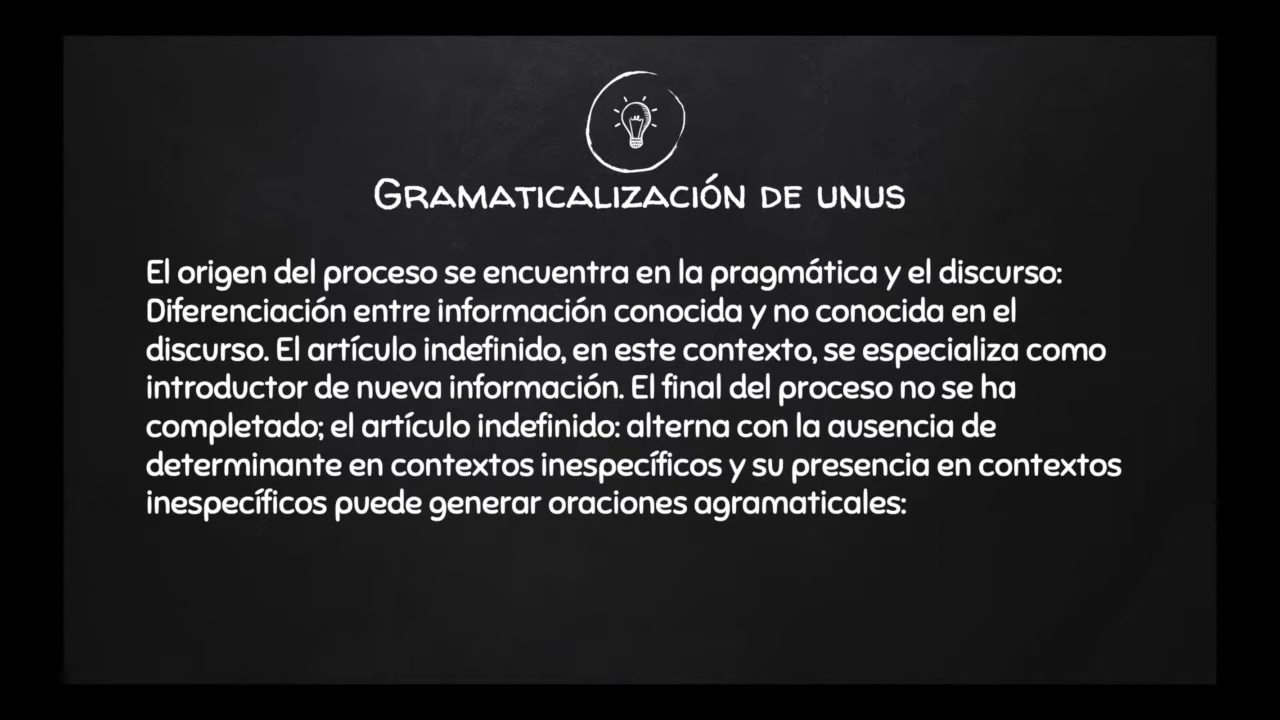 Gramaticalización de unus
El origen del proceso se encuentra en la pragmática y el discurso:
Diferenciación entre información conocida y no conocida en el
discurso. El artículo indefinido, en este contexto, se especializa como
introductor de nueva información. El final del proceso no se ha
completado; el artículo indefinido: alterna con la ausencia de
determinante en contextos inespecíficos y su presencia en contextos
inespecíficos puede generar oraciones agramaticales: